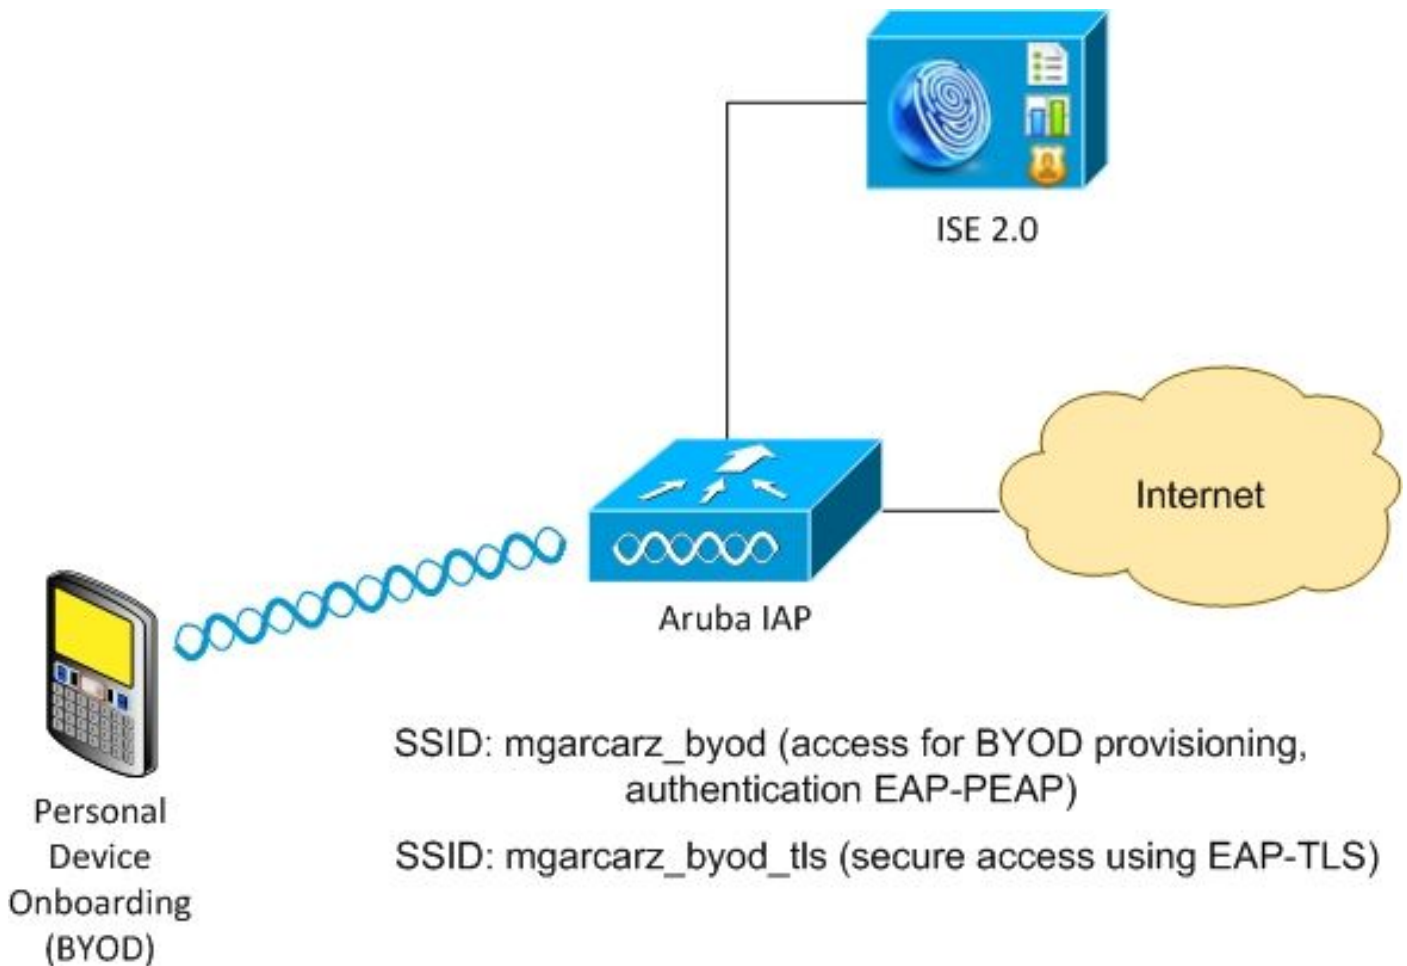 ISE 2.0
Internet
Aruba IAP
SSID: mgarcarz_byod (access for BYOD provisioning,
authentication EAP-PEAP)
SSID: mgarcarz_byod_tls (secure access using EAP-TLS)
Personal
Device
Onboarding
(BYOD)